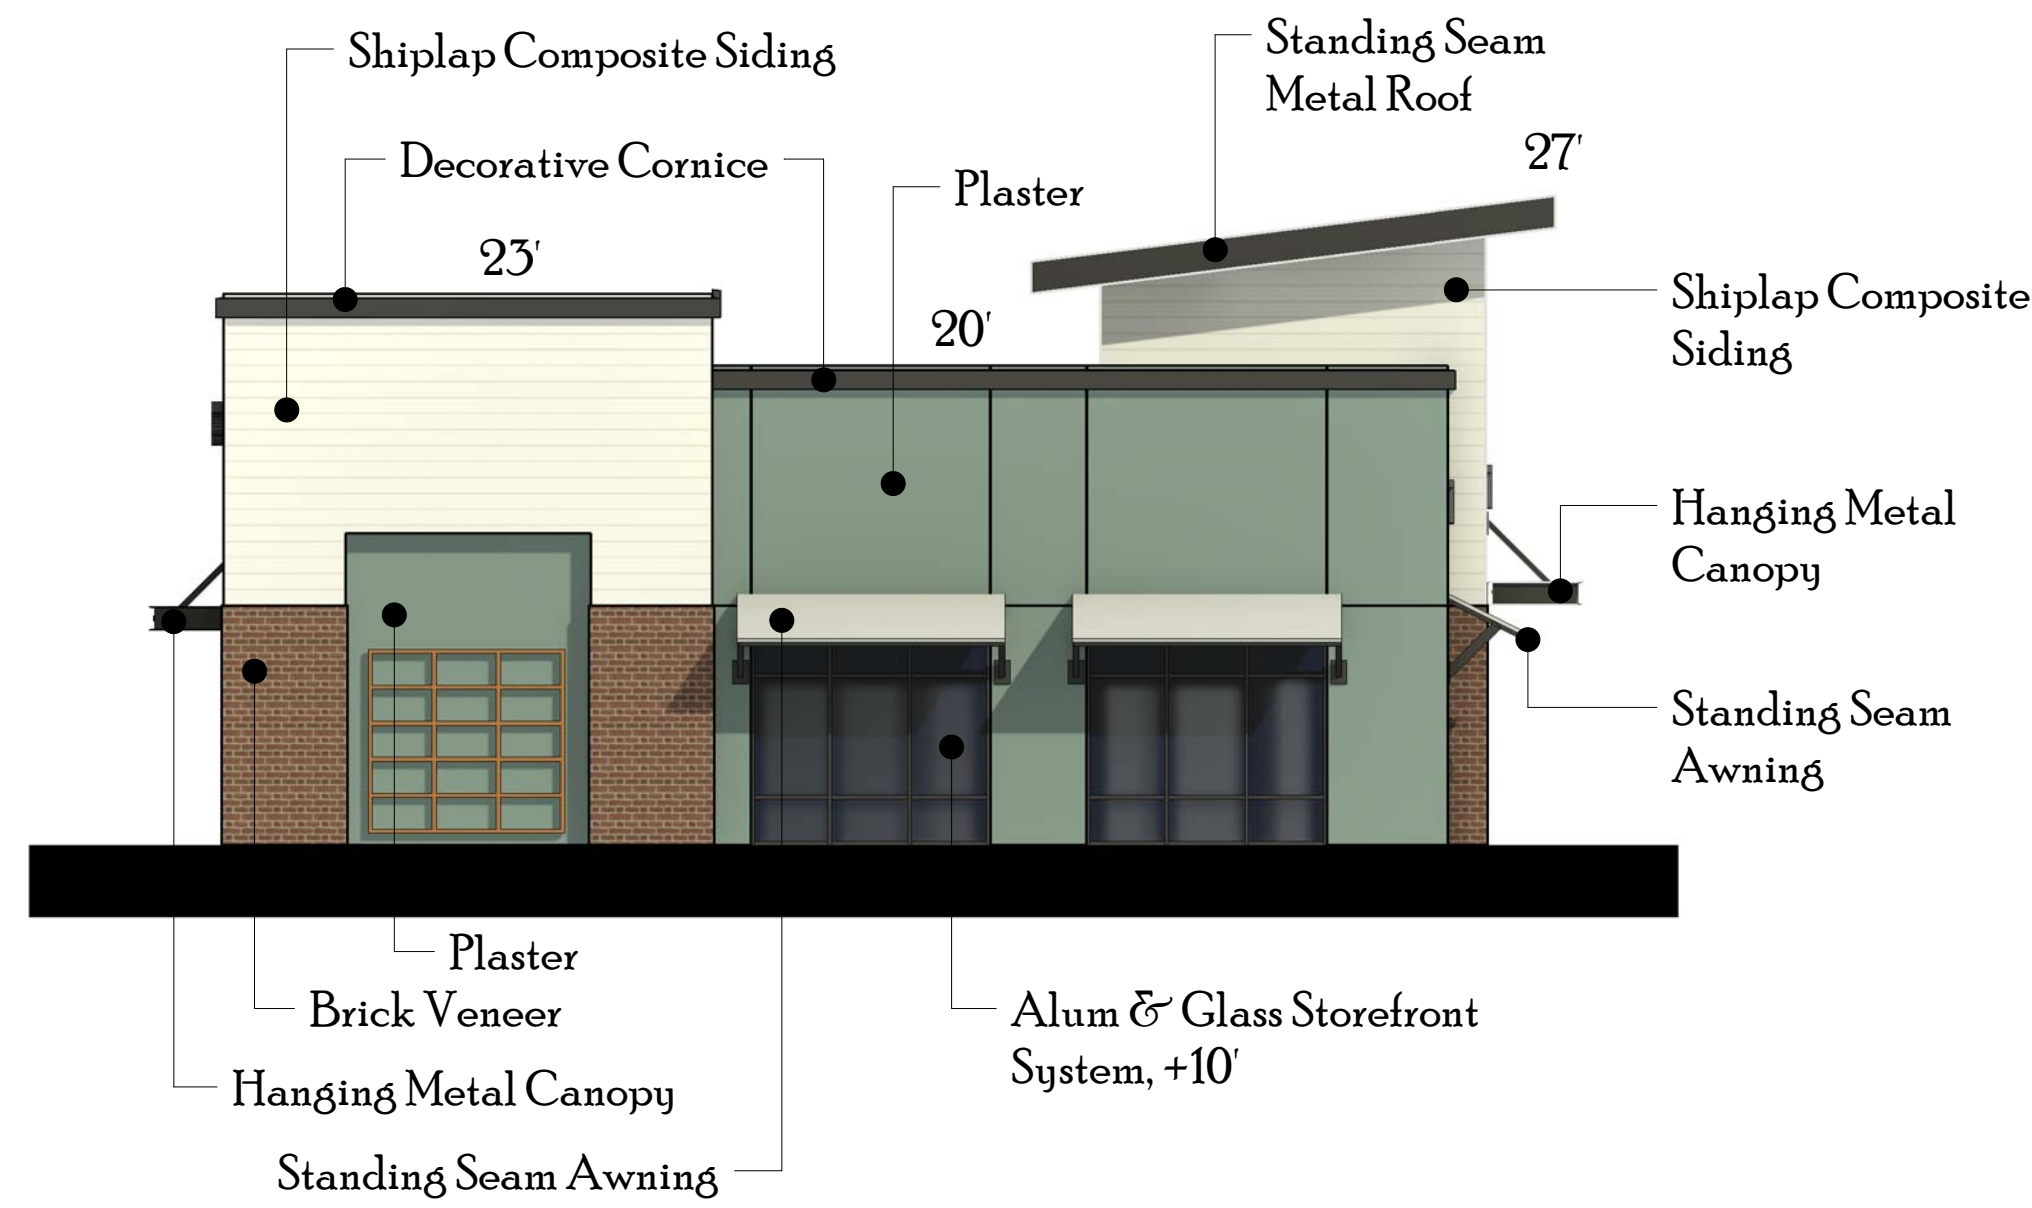 Shiplap Composite Siding
Standing Seam
Metal Roof
27'
Decorative Cornice
Plaster
23'
20'
Shiplap Composite
Siding
Hanging Metal
Canopy
Standing Seam
Awning
Plaster
Brick Veneer
Alum & Glass Storefront
System, +10'
Hanging Metal Canopy
Standing Seam Awning